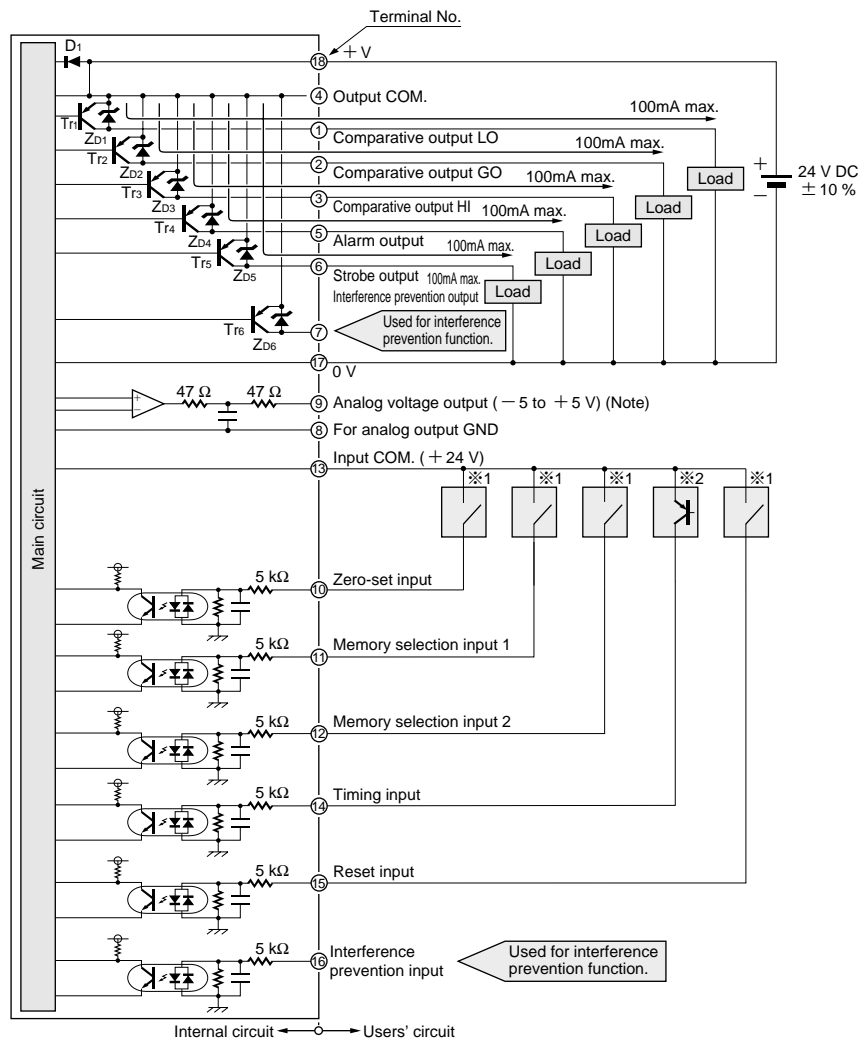 Terminal No.
D1
18
+ V
4
Output COM.
100mA max.
Tr1
1
Comparative output LO
ZD1
100mA max.
Tr2
2
Comparative output GO
ZD2
100mA max.
Load
+
24 V DC
± 10 %
−
Tr3
3
Comparative output HI
ZD3
100mA max.
Load
Tr4
5
Alarm output
ZD4
100mA max.
Load
Tr5
6
Strobe output
ZD5
100mA max.
Load
Interference prevention output
Load
Tr6
7
ZD6
Used for interference
prevention function.
17
0 V
+
−
47 Ω
47 Ω
9
Analog voltage output (− 5 to + 5 V) (Note)
8
For analog output GND
13
Input COM. (+ 24 V)
※1
※1
※1
※2
※1
Main circuit
5 kΩ
10
Zero-set input
5 kΩ
11
Memory selection input 1
5 kΩ
12
Memory selection input 2
5 kΩ
14
Timing input
5 kΩ
15
Reset input
5 kΩ
16
Interference
prevention input
Used for interference
prevention function.
Internal circuit
Users' circuit